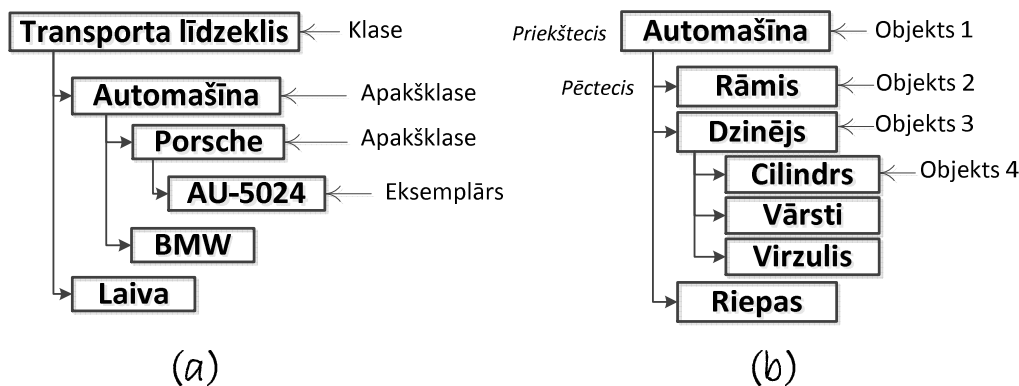 Transporta līdzeklis
Klase
Automašīna
Apakšklase
Porsche
Apakšklase
AU-5024
Eksemplārs
BMW
Laiva
(a)
Priekštecis
Automašīna
Objekts 1
Pēctecis
Rāmis
Objekts 2
Dzinējs
Objekts 3
Cilindrs
Objekts 4
Vārsti
Virzulis
Riepas
(b)